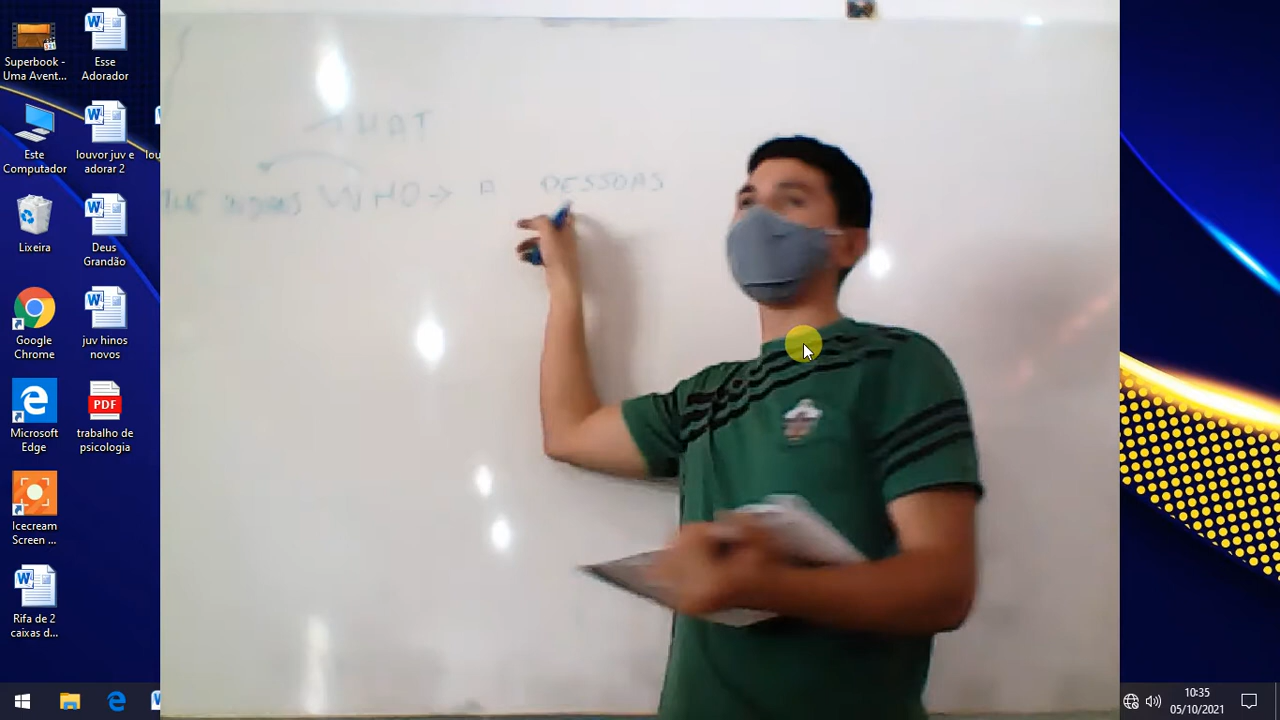 Superbook -
Uma Avent...
Esse
Adorador
Este
Computador
louvor juv e
adorar 2
lou
Lixeira
Deus
Grandão
Google
Chrome
juv hinos
novos
Microsoft
Edge
PDF
trabalho de
psicologia
Icecream
Screen ...
Rifa de 2
caixas d...
WHO → A PESSOAS
10:35
05/10/2021